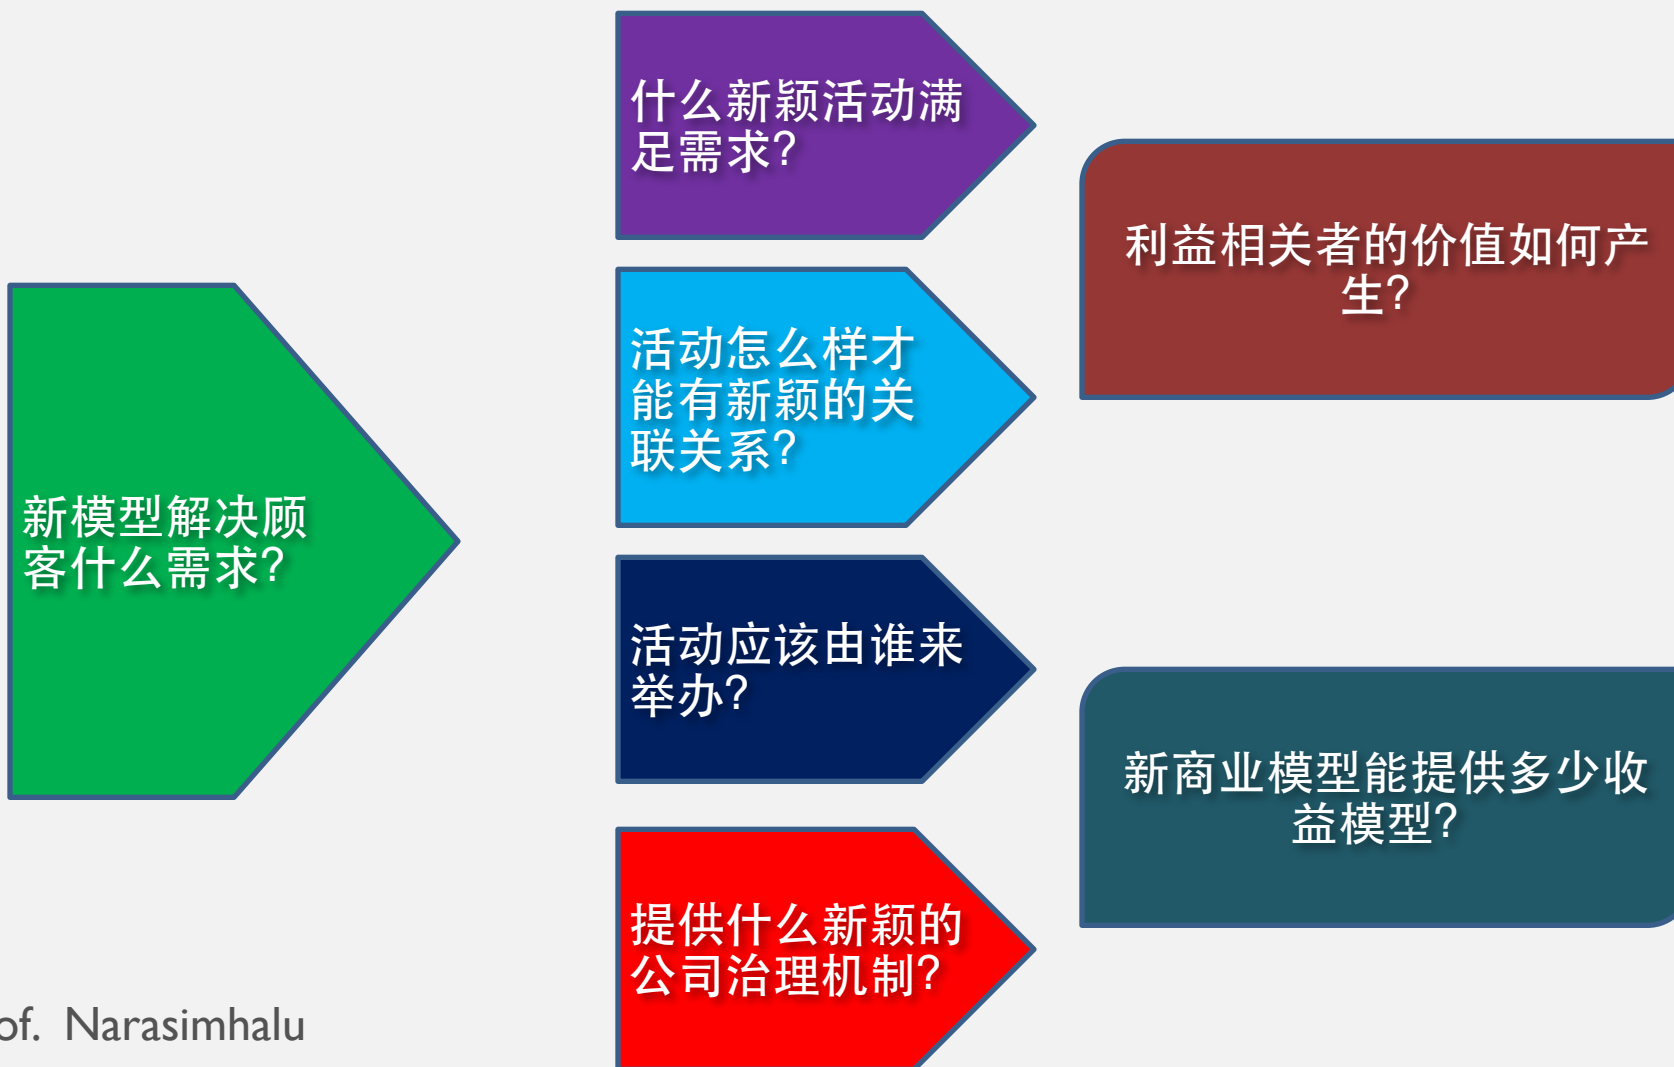 新模型解决顾
客什么需求?
什么新颖活动满
足需求?
活动怎么样才
能有新颖的关
联关系?
活动应该由谁来
举办?
提供什么新颖的
公司治理机制?
利益相关者的价值如何产
生?
新商业模型能提供多少收
益模型?
of. Narasimhalu